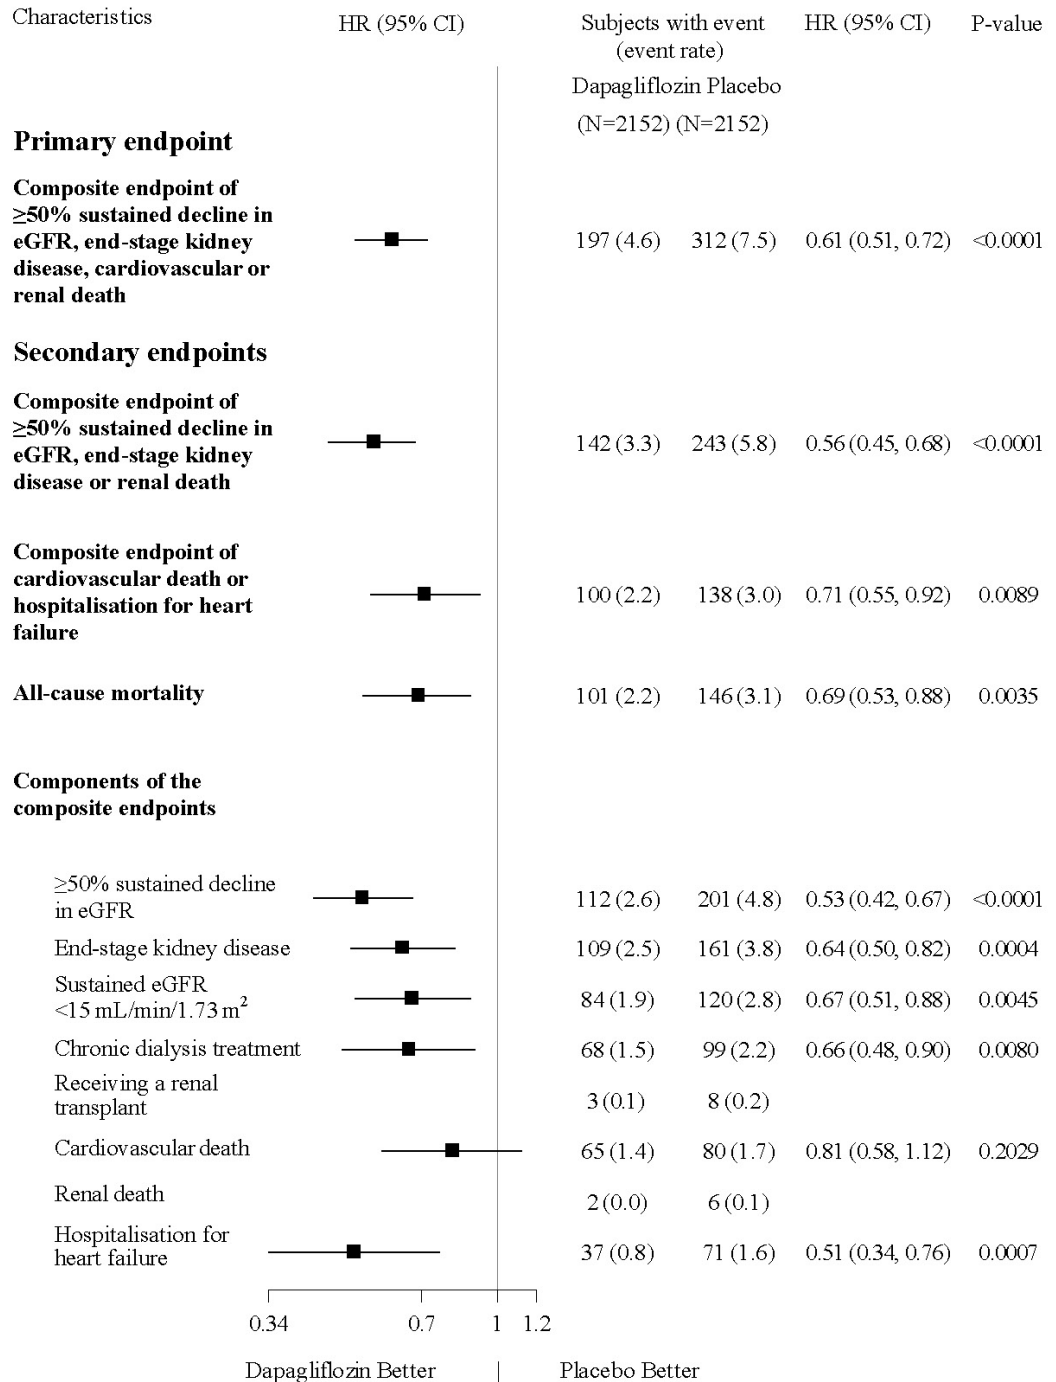 Characteristics HR (95% CI) Subjects with event HR (95% CI) P-value
(event rate)
Dapagliflozin Placebo
(N=2152) (N=2152)
Primary endpoint
Composite endpoint of
≥50% sustained decline in
eGFR, end-stage kidney 197 (4.6) 312 (7.5) 0.61 (0.51, 0.72) <0.0001
disease, cardiovascular or
renal death
Secondary endpoints
Composite endpoint of
≥50% sustained decline in
eGFR, end-stage kidney 142 (3.3) 243 (5.8) 0.56 (0.45, 0.68) <0.0001
disease or renal death
Composite endpoint of
cardiovascular death or
hospitalisation for heart 100 (2.2) 138 (3.0) 0.71 (0.55, 0.92) 0.0089
failure
All-cause mortality 101 (2.2) 146 (3.1) 0.69 (0.53, 0.88) 0.0035
Components of the
composite endpoints
≥50% sustained decline
in eGFR 112 (2.6) 201 (4.8) 0.53 (0.42, 0.67) <0.0001
End-stage kidney disease 109 (2.5) 161 (3.8) 0.64 (0.50, 0.82) 0.0004
Sustained eGFR
<15 mL/min/1.73 m² 84 (1.9) 120 (2.8) 0.67 (0.51, 0.88) 0.0045
Chronic dialysis treatment 68 (1.5) 99 (2.2) 0.66 (0.48, 0.90) 0.0080
Receiving a renal
transplant 3 (0.1) 8 (0.2)
Cardiovascular death 65 (1.4) 80 (1.7) 0.81 (0.58, 1.12) 0.2029
Renal death 2 (0.0) 6 (0.1)
Hospitalisation for
heart failure 37 (0.8) 71 (1.6) 0.51 (0.34, 0.76) 0.0007
0.34 0.7 1 1.2
Dapagliflozin Better | Placebo Better